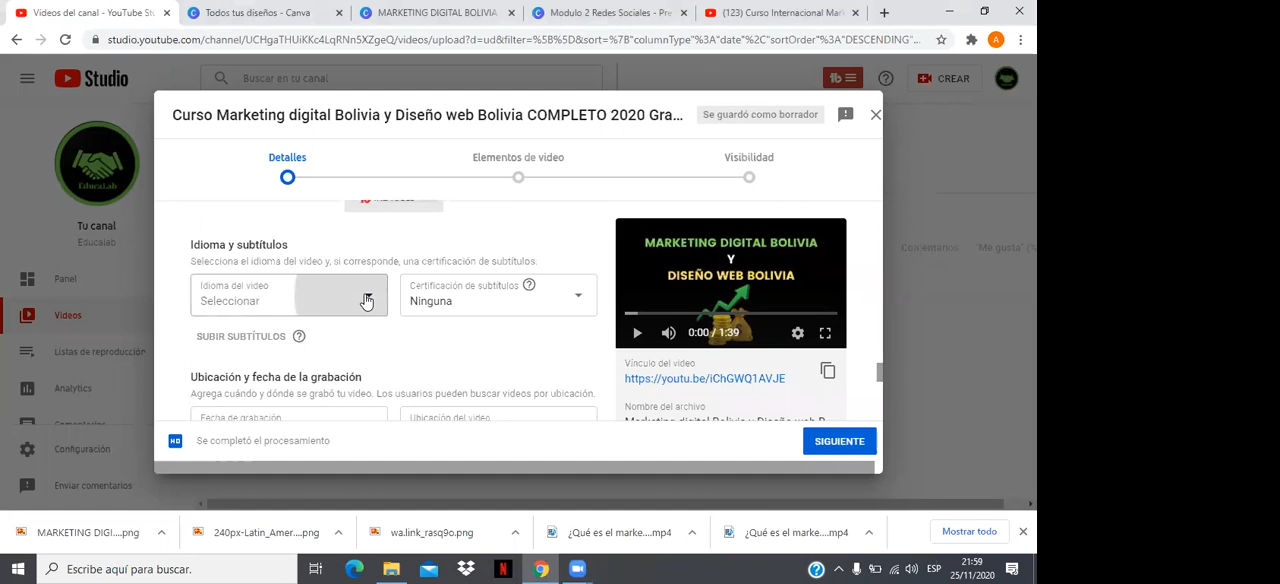 Videos del canal - YouTube St
Todos tus diseños - Canva
MARKETING DIGITAL BOLIVIA
Modulo 2 Redes Sociales - Pre
(123) Curso Internacional Mar
studio.youtube.com/channel/UCHgaTHUiKKc4LqRNn5XZgeQ/videos/upload?d=ud&filter=%5B%5D&sort=%7B"columnType"%3A"date"%2C"sortOrder"%3A"DESCENDING"...
A
Studio
Buscar en tu canal
tb
CREAR
Curso Marketing digital Bolivia y Diseño web Bolivia COMPLETO 2020 Gra...
Se guardó como borrador
Detalles
Elementos de video
Visibilidad
EducaLab
Tu canal
Educalab
Panel
Videos
Listas de reproducción
Analytics
Configuración
Enviar comentarios
Comentarios
"Me gusta" (%
Idioma y subtítulos
Selecciona el idioma del video y, si corresponde, una certificación de subtítulos.
Idioma del video
Seleccionar
Certificación de subtítulos
Ninguna
SUBIR SUBTÍTULOS
Ubicación y fecha de la grabación
Agrega cuándo y dónde se grabó tu video. Los usuarios pueden buscar videos por ubicación.
Fecha de grabación
Ubicación del video
MARKETING DIGITAL BOLIVIA
Y
DISEÑO WEB BOLIVIA
0:00 / 1:39
Vínculo del video
https://youtu.be/iChGWQ1AVJE
Nombre del archivo
Marketing digital Bolivia y Diseño web B
HD
Se completó el procesamiento
SIGUIENTE
MARKETING DIGI....png
240px-Latin_Amer....png
wa.link_rasq9o.png
¿Qué es el marke....mp4
¿Qué es el marke....mp4
Mostrar todo
Escribe aquí para buscar.
ESP
21:59
25/11/2020